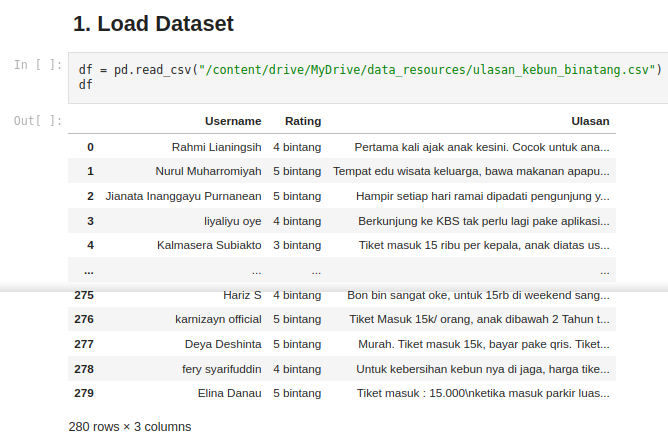 1. Load Dataset
In [ ]: df = pd.read_csv("/content/drive/MyDrive/data_resources/ulasan_kebun_binatang.csv")
df
Out[ ]: Username Rating Ulasan
0 Rahmi Lianingsih 4 bintang Pertama kali ajak anak kesini. Cocok untuk ana...
1 Nurul Muharromiyah 5 bintang Tempat edu wisata keluarga, bawa makanan apapu...
2 Jianata Inanggayu Purnanean 5 bintang Hampir setiap hari ramai dipadati pengunjung y...
3 liyaliyu oye 4 bintang Berkunjung ke KBS tak perlu lagi pake aplikasi...
4 Kalmasera Subiakto 3 bintang Tiket masuk 15 ribu per kepala, anak diatas us...
... ... ... ...
275 Hariz S 4 bintang Bon bin sangat oke, untuk 15rb di weekend sang...
276 karnizayn official 5 bintang Tiket Masuk 15k/ orang, anak dibawah 2 Tahun t...
277 Deya Deshinta 5 bintang Murah. Tiket masuk 15k, bayar pake qris. Tiket...
278 fery syarifuddin 4 bintang Untuk kebersihan kebun nya di jaga, harga tike...
279 Elina Danau 5 bintang Tiket masuk : 15.000\nketika masuk parkir luas...
280 rows × 3 columns